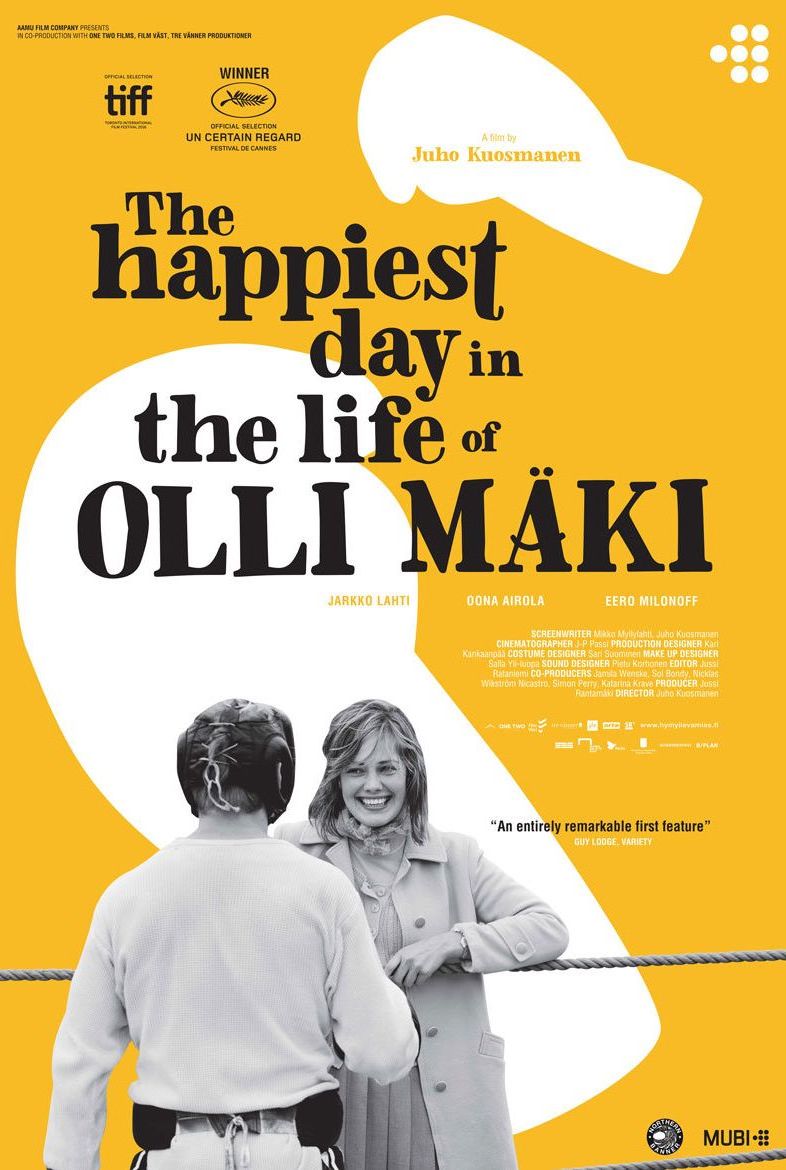 AAMU FILM COMPANY PRESENTS
IN CO-PRODUCTION WITH ONE TWO FILMS, FILM VÄST, TRE VÄNNER PRODUKTIONER
OFFICIAL SELECTION
tiff
TORONTO INTERNATIONAL
FILM FESTIVAL 2016
WINNER
OFFICIAL SELECTION
UN CERTAIN REGARD
FESTIVAL DE CANNES
A film by
Juho Kuosmanen
The
happiest
day in
the life of
OLLI MÄKI
JARKKO LAHTI OONA AIROLA EERO MILONOFF
SCREENWRITER Mikko Myllylahti, Juho Kuosmanen
CINEMATOGRAPHER J-P Passi PRODUCTION DESIGNER Kari
Kankaanpää COSTUME DESIGNER Sari Suominen MAKE UP DESIGNER
Salla Yli-luopa SOUND DESIGNER Pietu Korhonen EDITOR Jussi
Rataniemi CO-PRODUCERS Jamila Wenske, Sol Bondy, Nicklas
Wikström Nicastro, Simon Perry, Katarina Krave PRODUCER Jussi
Rantamäki DIRECTOR Juho Kuosmanen
ONE TWO www.hymyilevamies.fi
B/PLAN
“An entirely remarkable first feature”
GUY LODGE, VARIETY
NORTHERN
BANNER
MUBI